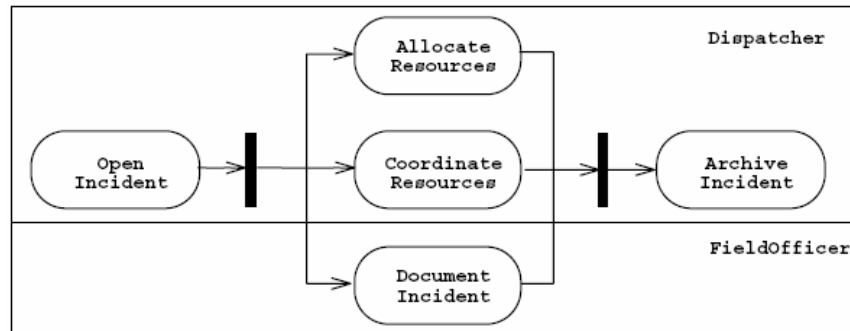 Allocate
Resources
Dispatcher
Open
Incident
Coordinate
Resources
Archive
Incident
FieldOfficer
Document
Incident